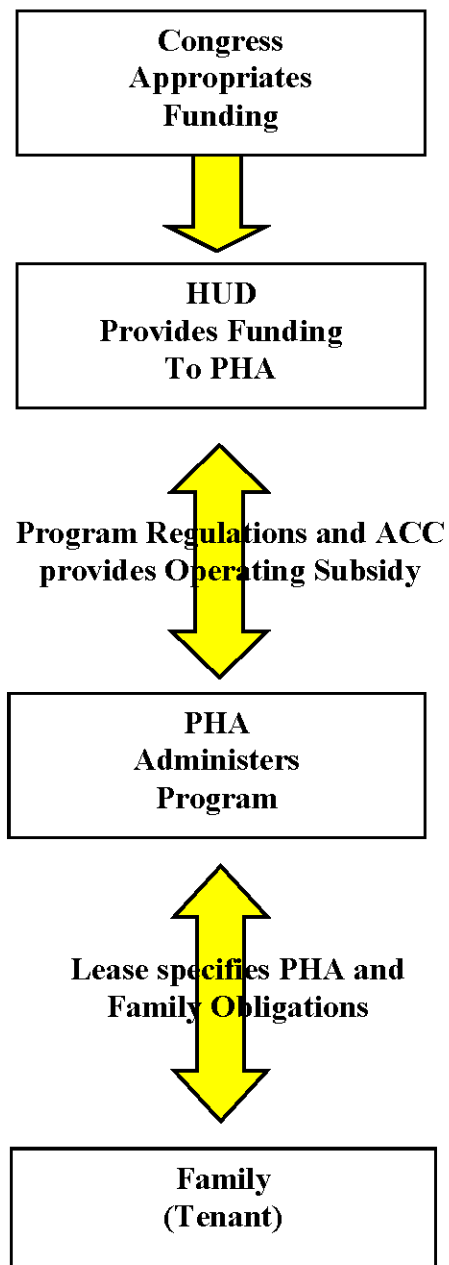 Congress
Appropriates
Funding
HUD
Provides Funding
To PHA
Program Regulations and ACC
provides Operating Subsidy
PHA
Administers
Program
Lease specifies PHA and
Family Obligations
Family
(Tenant)